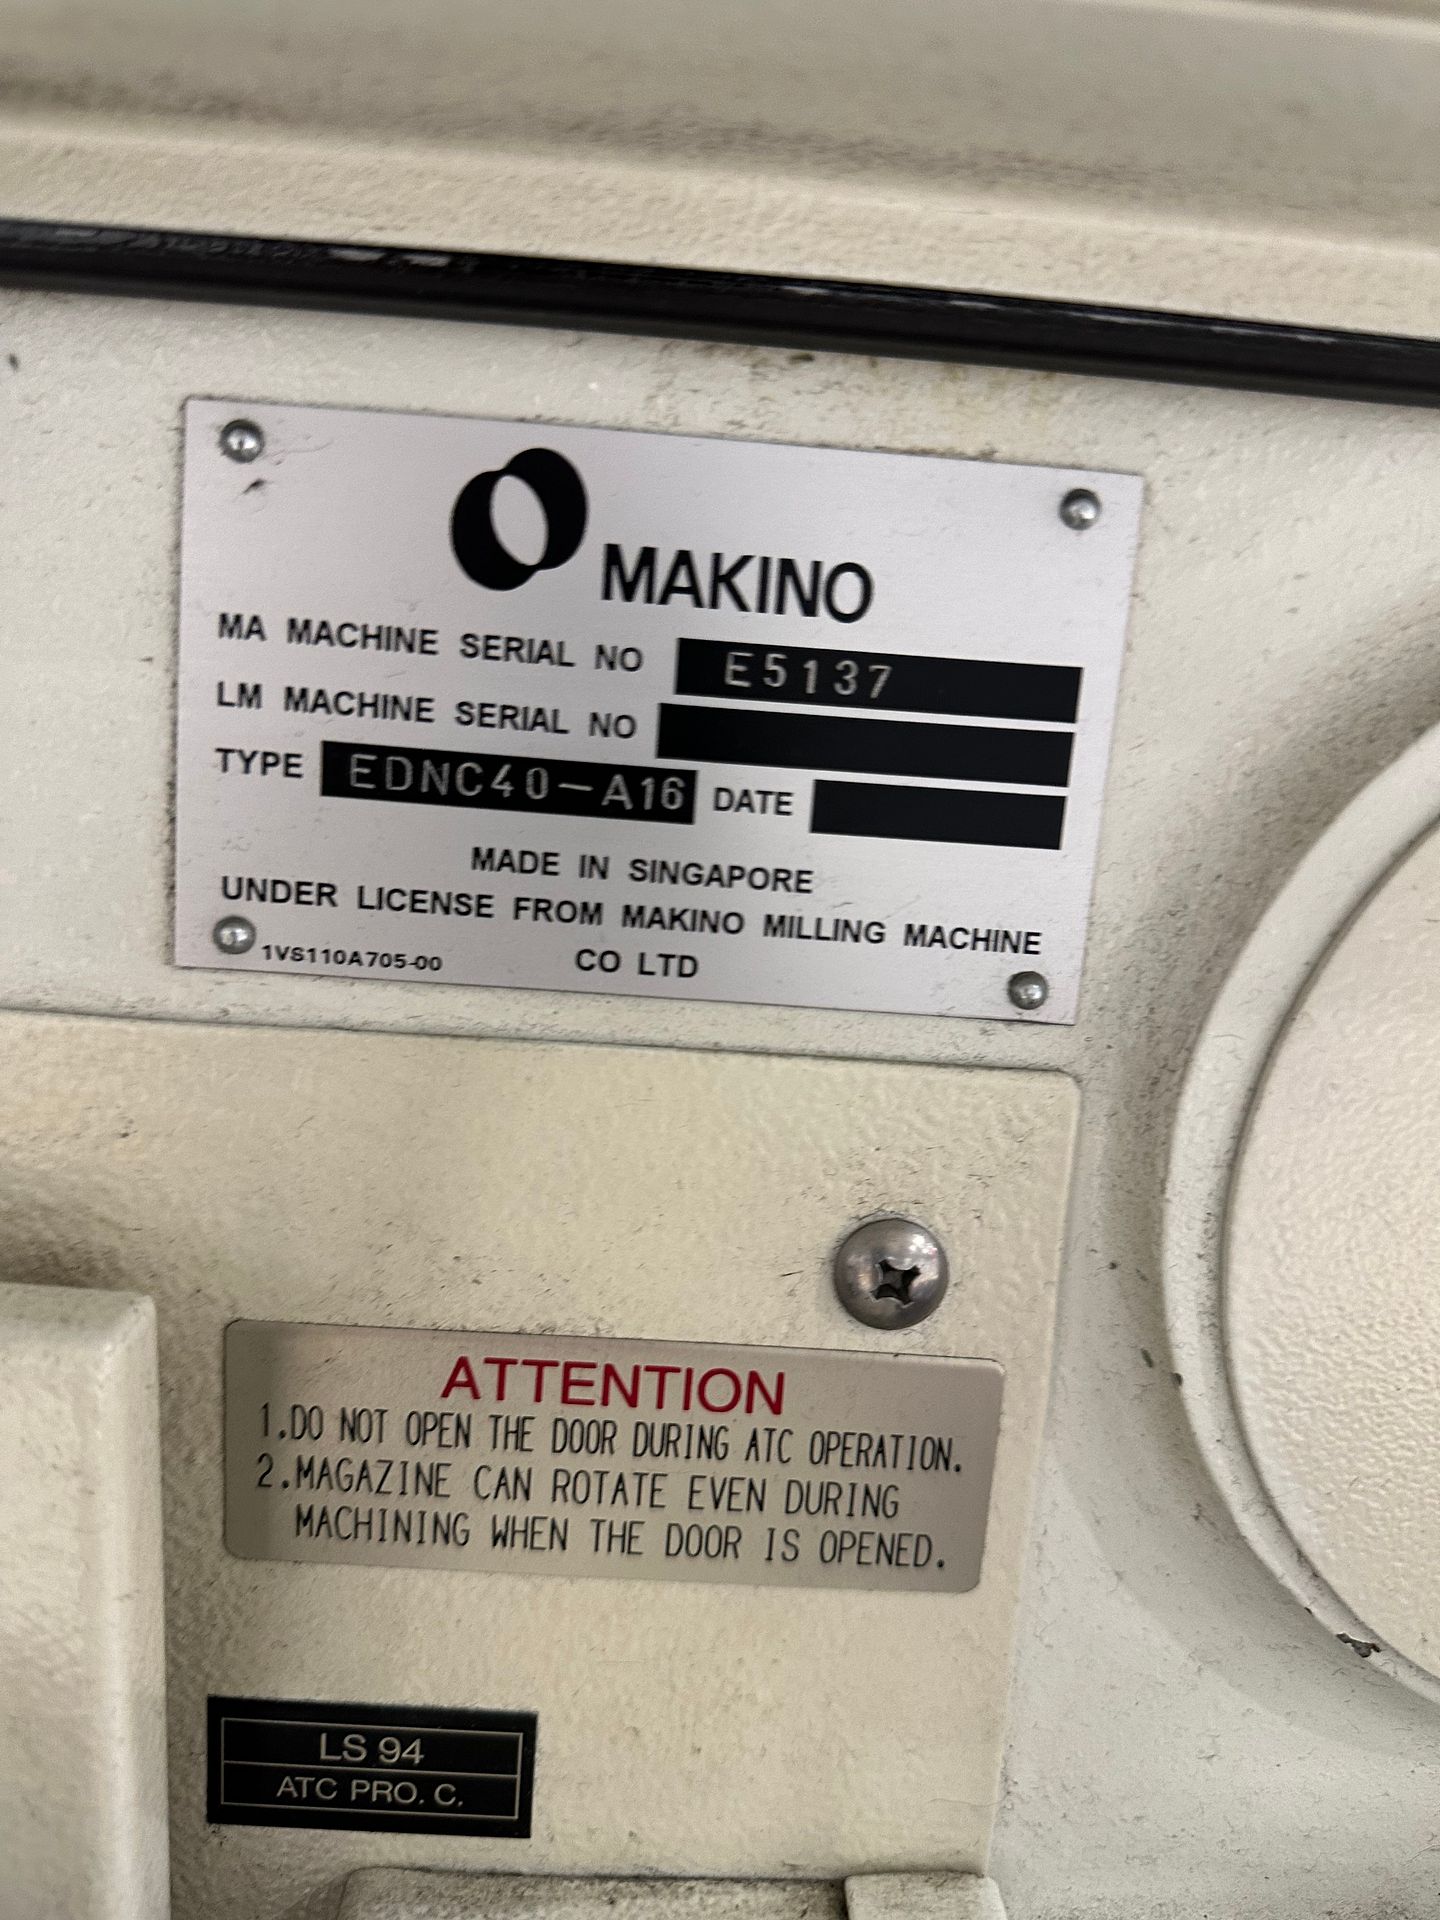 MAKINO
MA MACHINE SERIAL NO E5137
LM MACHINE SERIAL NO
TYPE EDNC40-A16 DATE
MADE IN SINGAPORE
UNDER LICENSE FROM MAKINO MILLING MACHINE
1VS110A705-00 CO LTD
ATTENTION
1.DO NOT OPEN THE DOOR DURING ATC OPERATION.
2.MAGAZINE CAN ROTATE EVEN DURING
MACHINING WHEN THE DOOR IS OPENED.
LS 94
ATC PRO. C.